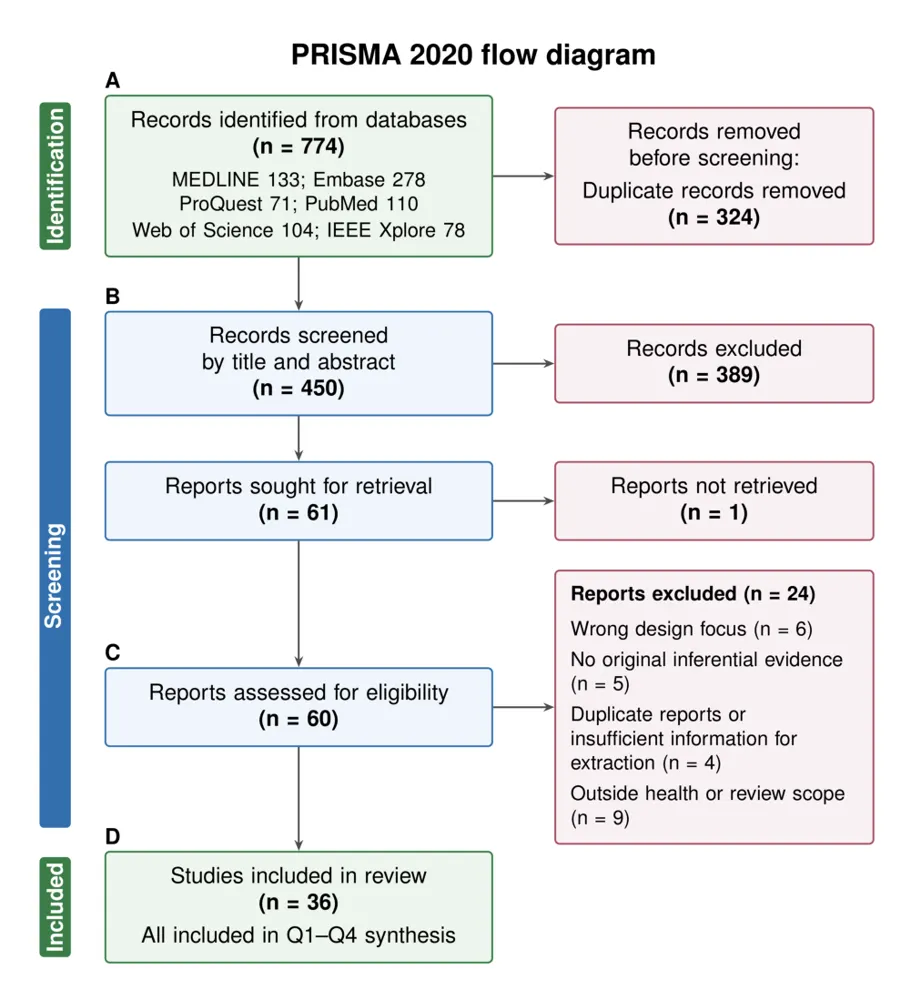 PRISMA 2020 flow diagram
A
Identification
Records identified from databases
(n = 774)
MEDLINE 133; Embase 278
ProQuest 71; PubMed 110
Web of Science 104; IEEE Xplore 78
Records removed
before screening:
Duplicate records removed
(n = 324)
B
Screening
Records screened
by title and abstract
(n = 450)
Records excluded
(n = 389)
Reports sought for retrieval
(n = 61)
Reports not retrieved
(n = 1)
C
Reports assessed for eligibility
(n = 60)
Reports excluded (n = 24)
Wrong design focus (n = 6)
No original inferential evidence
(n = 5)
Duplicate reports or
insufficient information for
extraction (n = 4)
Outside health or review scope
(n = 9)
D
Included
Studies included in review
(n = 36)
All included in Q1–Q4 synthesis